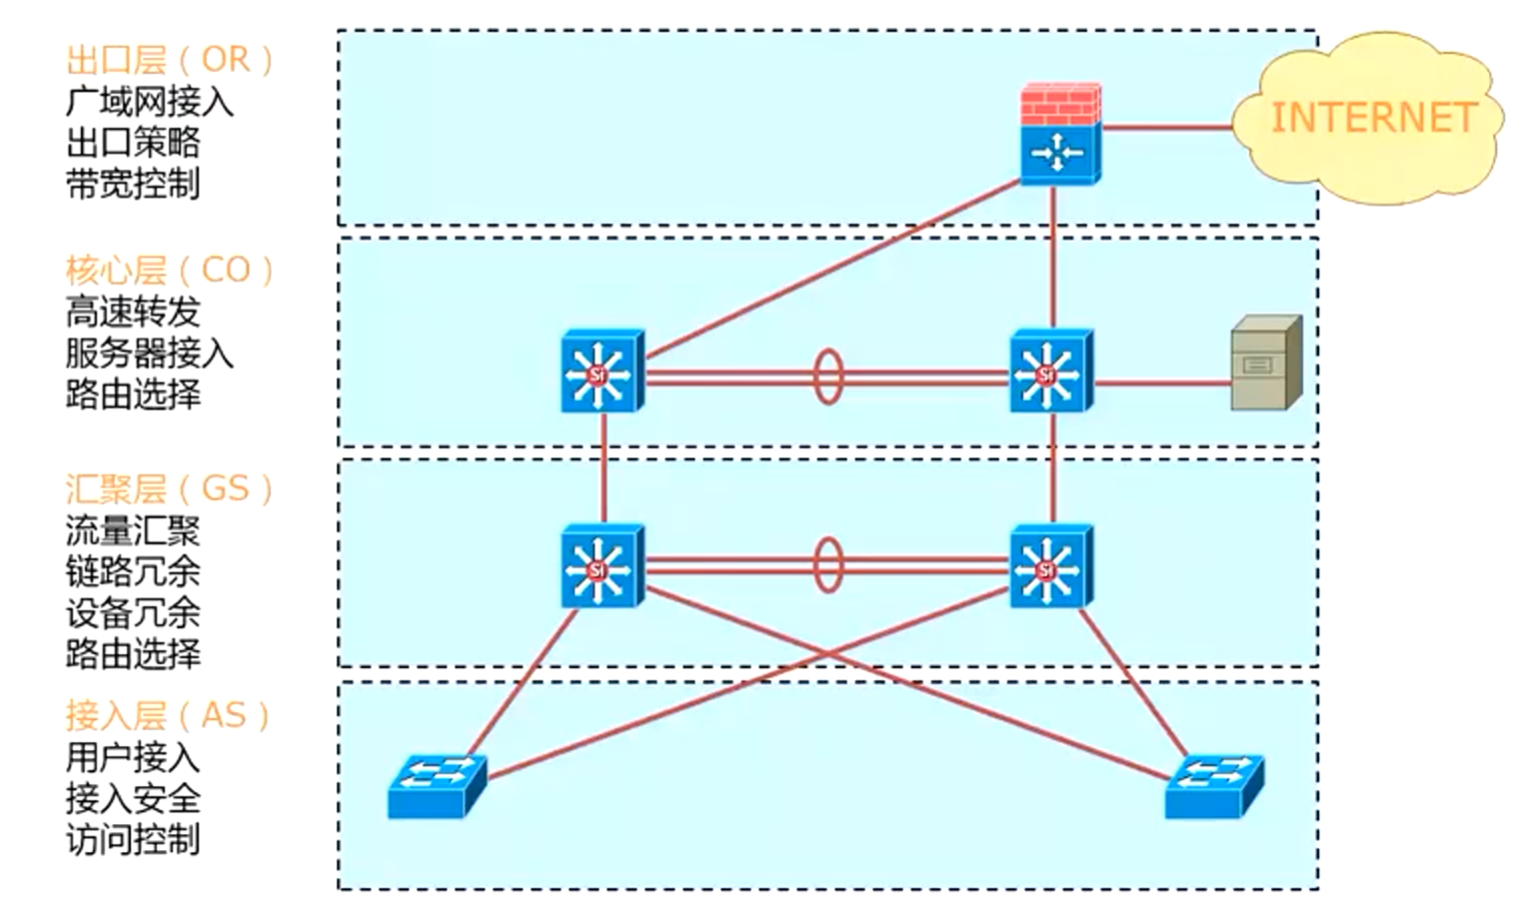 出口层（OR）
广域网接入
出口策略
带宽控制
INTERNET
核心层（CO）
高速转发
服务器接入
路由选择
Si
Si
汇聚层（GS）
流量汇聚
链路冗余
设备冗余
路由选择
Si
Si
接入层（AS）
用户接入
接入安全
访问控制